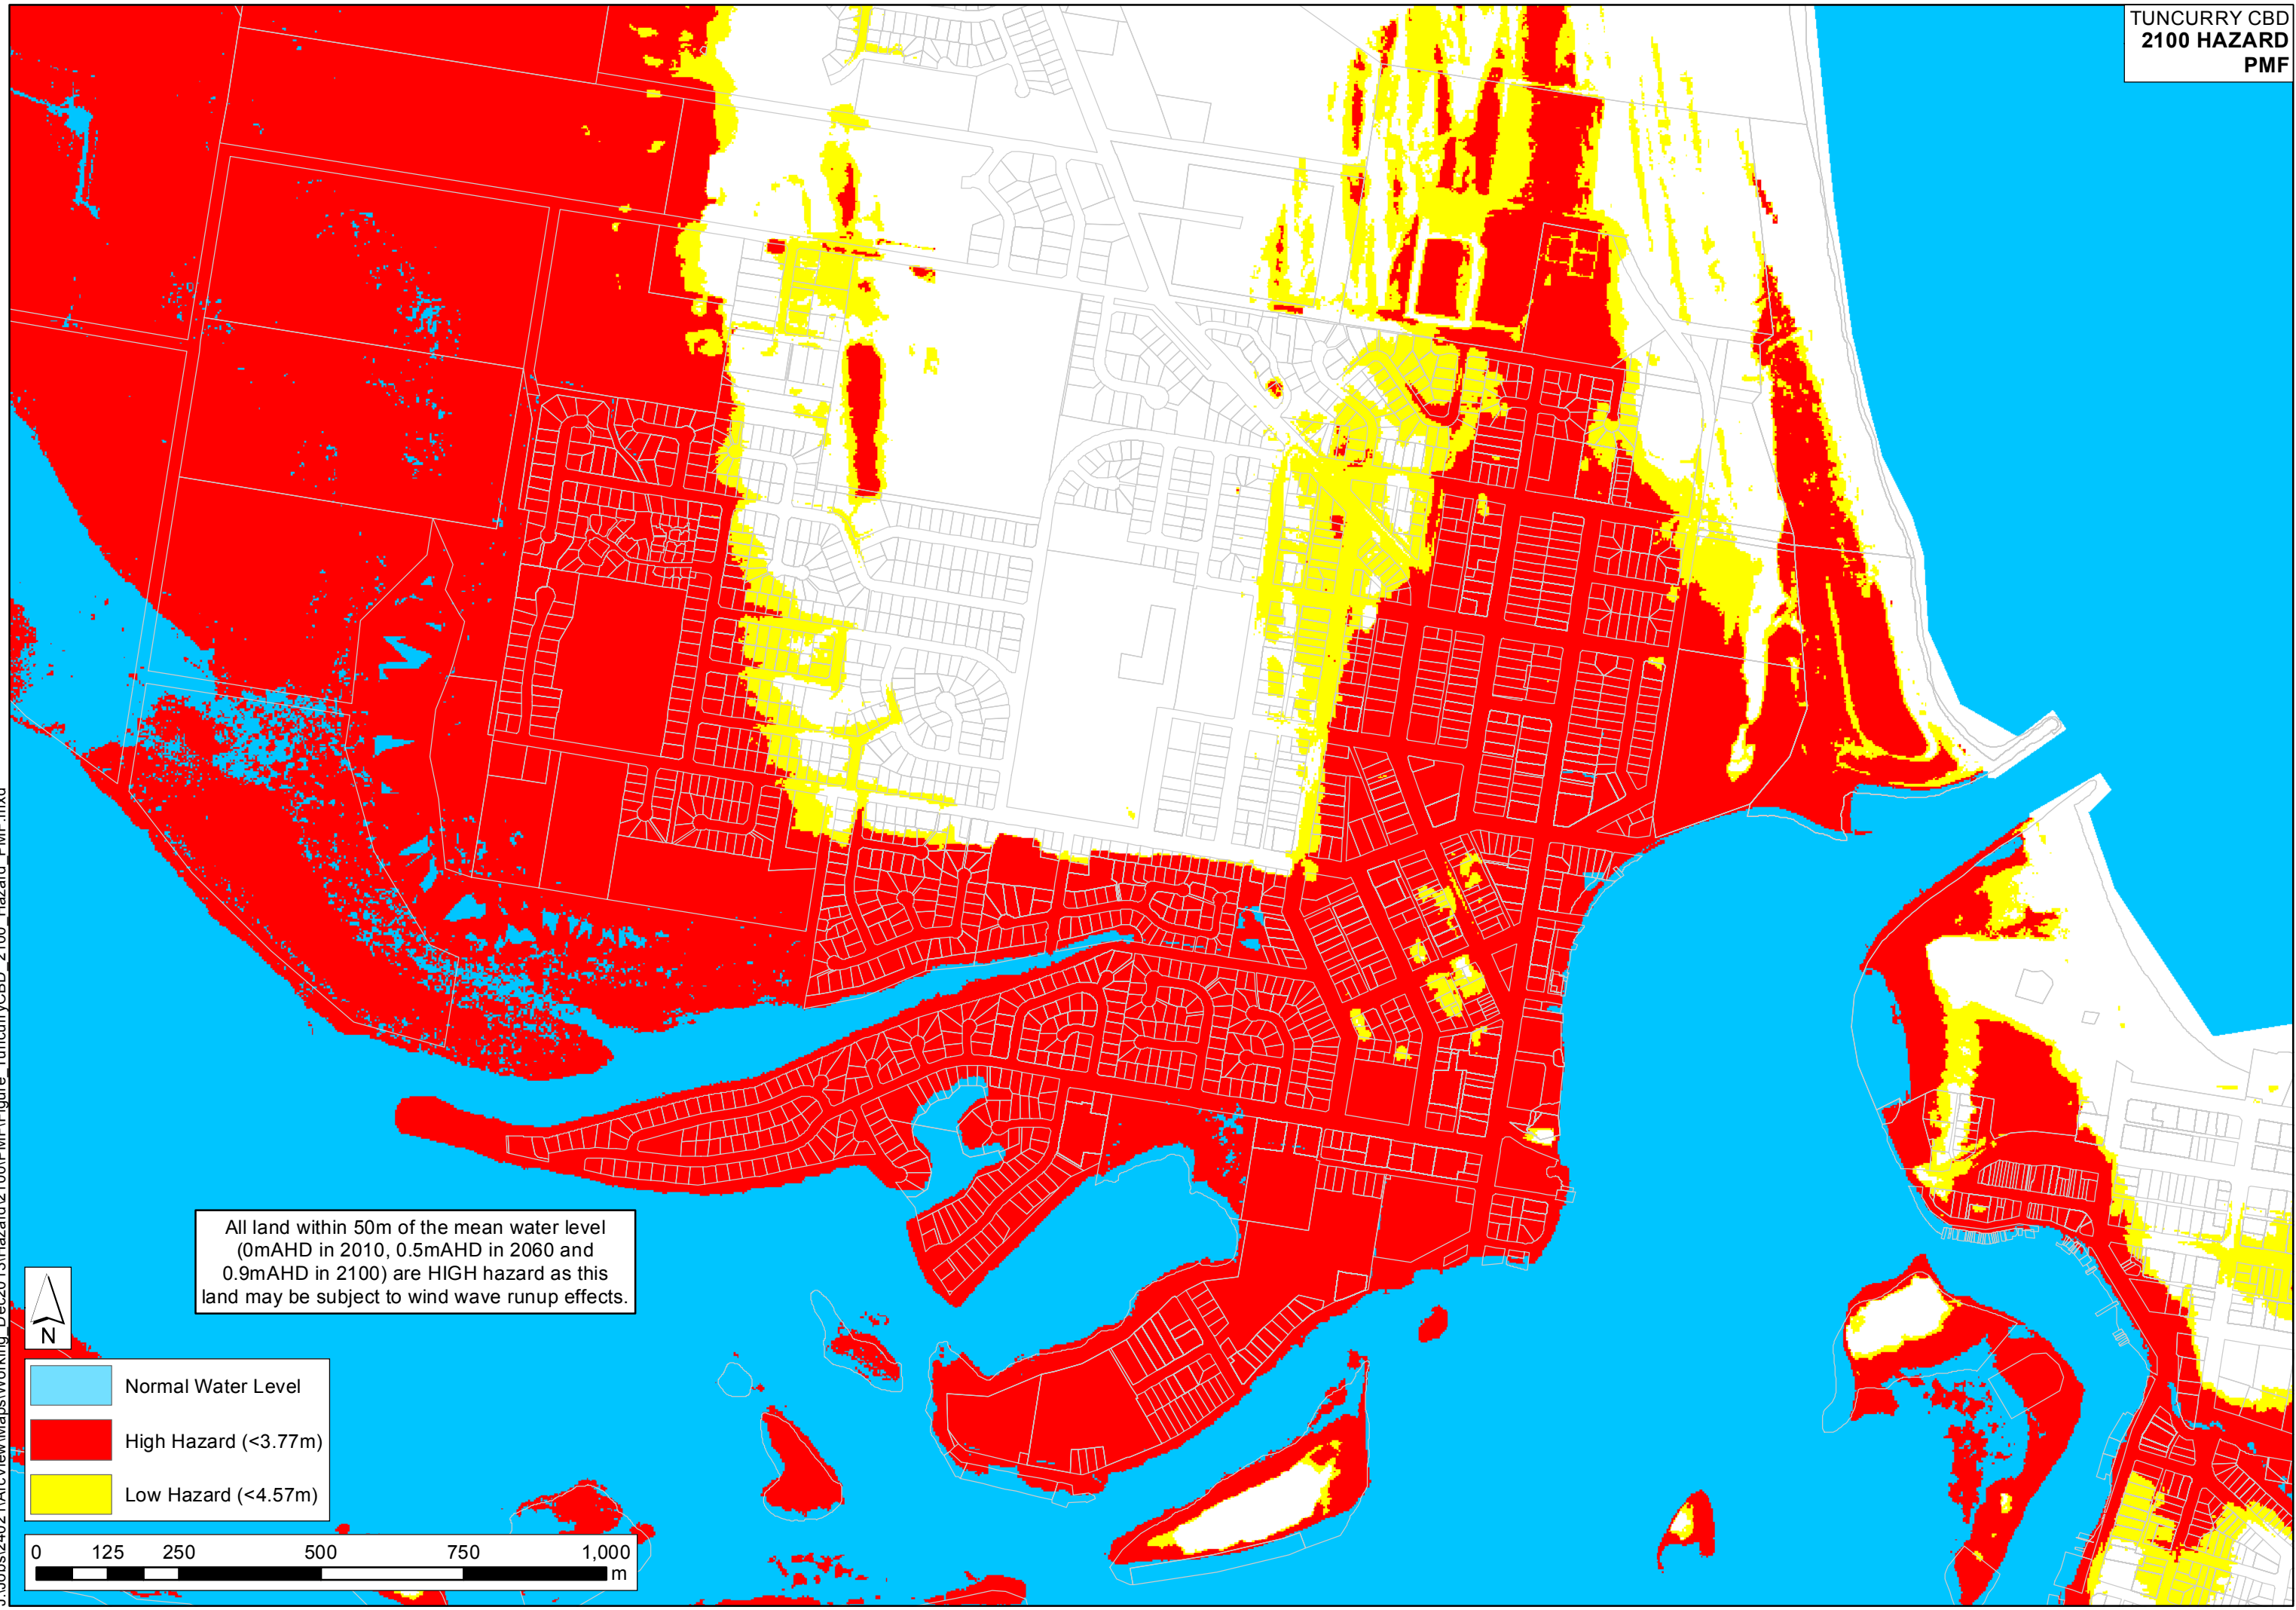 TUNCURRY CBD
2100 HAZARD
PMF
All land within 50m of the mean water level
(0mAHD in 2010, 0.5mAHD in 2060 and
0.9mAHD in 2100) are HIGH hazard as this
land may be subject to wind wave runup effects.
N
Normal Water Level
High Hazard (<3.77m)
Low Hazard (<4.57m)
0 125 250 500 750 1,000
m